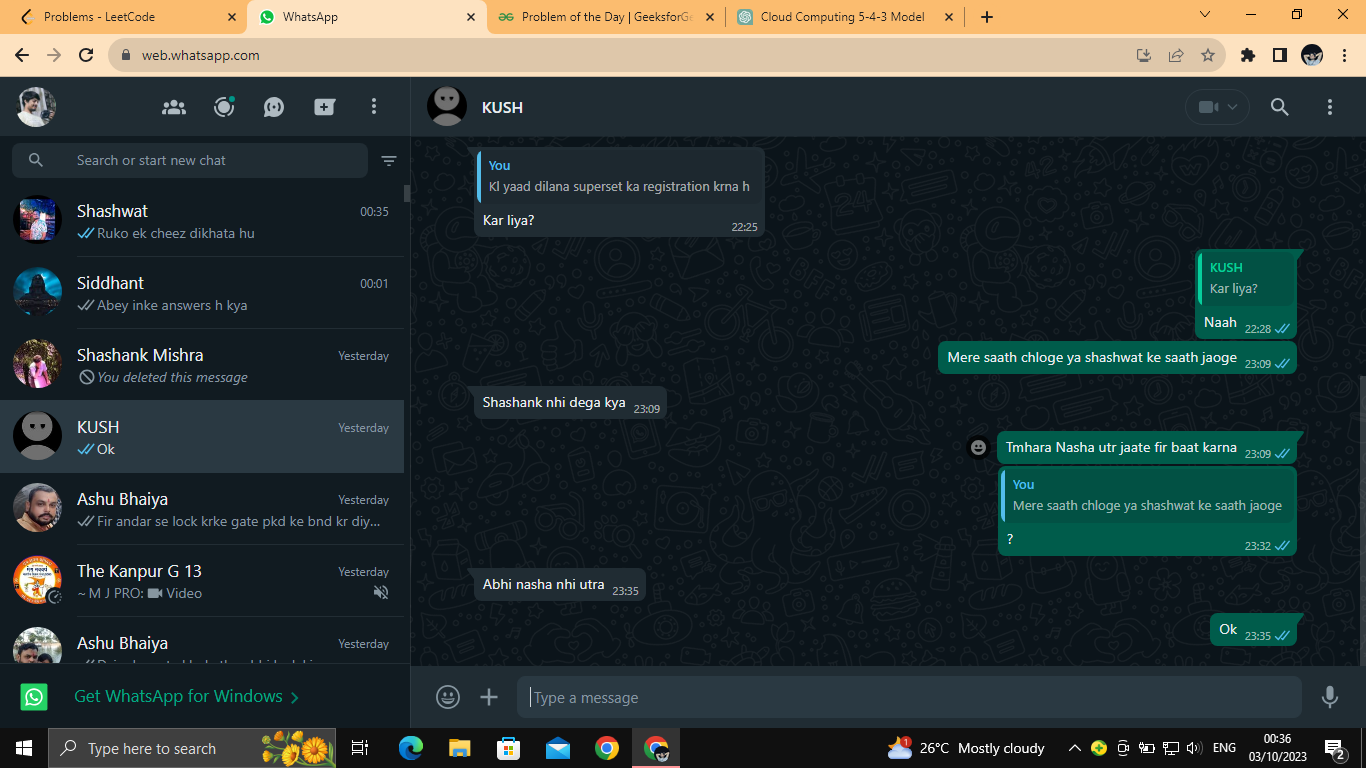 Problems - LeetCode
WhatsApp
Problem of the Day | GeeksforGe
Cloud Computing 5-4-3 Model
web.whatsapp.com
KUSH
Search or start new chat
Shashwat
00:35
Ruko ek cheez dikhata hu
Siddhant
00:01
Abey inke answers h kya
Shashank Mishra
Yesterday
You deleted this message
KUSH
Yesterday
Ok
Ashu Bhaiya
Yesterday
Fir andar se lock krke gate pkd ke bnd kr diy...
The Kanpur G 13
Yesterday
~ M J PRO: Video
Ashu Bhaiya
Yesterday
Get WhatsApp for Windows
You
Kl yaad dilana superset ka registration krna h
Kar liya?
22:25
KUSH
Kar liya?
Naah
22:28
Mere saath chloge ya shashwat ke saath jaoge
23:09
Shashank nhi dega kya
23:09
Tmhara Nasha utr jaate fir baat karna
23:09
You
Mere saath chloge ya shashwat ke saath jaoge
?
23:32
Abhi nasha nhi utra
23:35
Ok
23:35
Type a message
Type here to search
1
26°C Mostly cloudy
ENG
00:36
03/10/2023
2